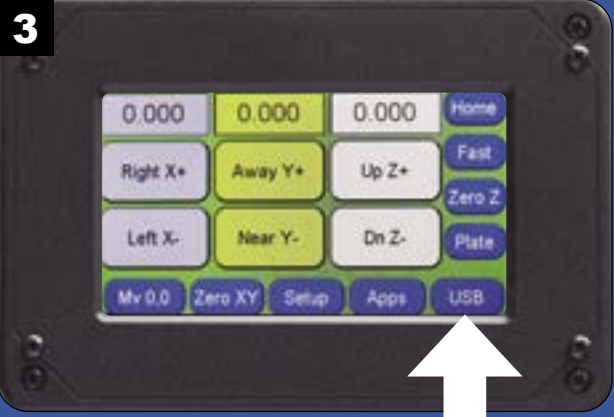 3
0.000 0.000 0.000 Home
Right X+ Away Y+ Up Z+ Fast
Zero Z
Left X- Near Y- Dn Z- Plate
Mv 0,0 Zero XY Setup Apps USB